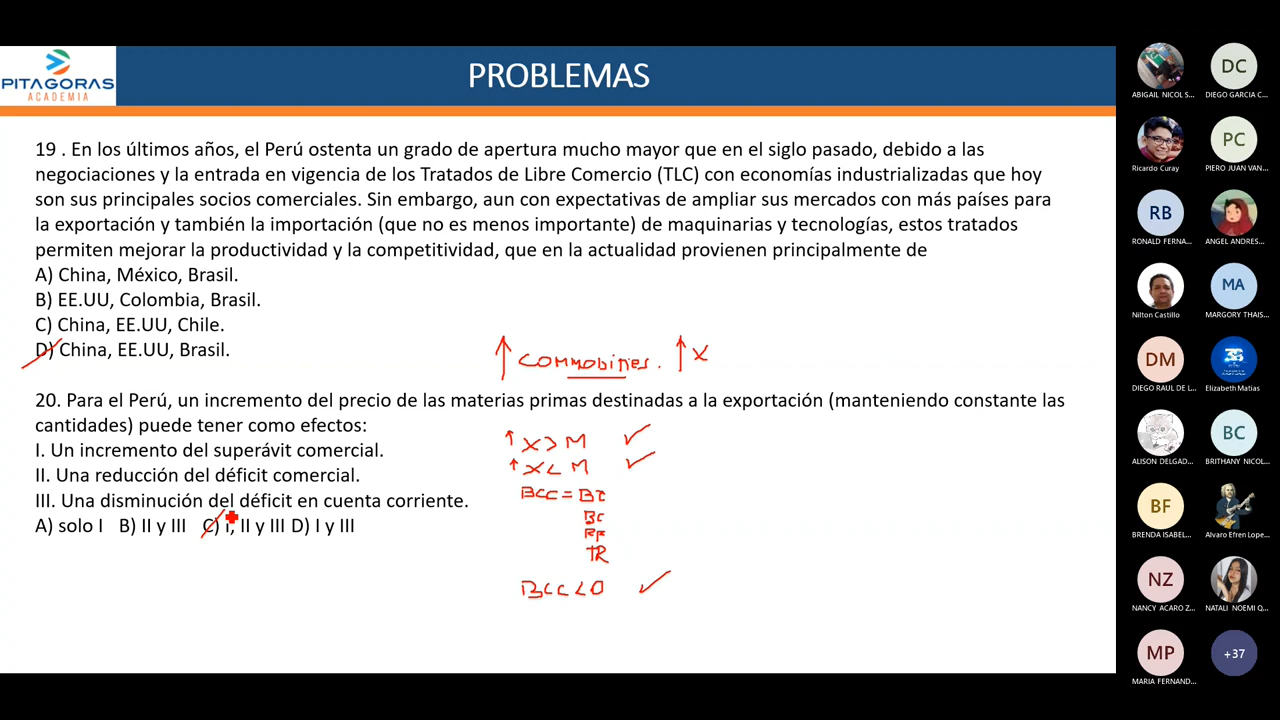 PITAGORAS
ACADEMIA
PROBLEMAS
19 . En los últimos años, el Perú ostenta un grado de apertura mucho mayor que en el siglo pasado, debido a las
negociaciones y la entrada en vigencia de los Tratados de Libre Comercio (TLC) con economías industrializadas que hoy
son sus principales socios comerciales. Sin embargo, aun con expectativas de ampliar sus mercados con más países para
la exportación y también la importación (que no es menos importante) de maquinarias y tecnologías, estos tratados
permiten mejorar la productividad y la competitividad, que en la actualidad provienen principalmente de
A) China, México, Brasil.
B) EE.UU, Colombia, Brasil.
C) China, EE.UU, Chile.
D) China, EE.UU, Brasil.
↑ COMMODITIES. ↑ X
20. Para el Perú, un incremento del precio de las materias primas destinadas a la exportación (manteniendo constante las
cantidades) puede tener como efectos:
I. Un incremento del superávit comercial.
II. Una reducción del déficit comercial.
III. Una disminución del déficit en cuenta corriente.
A) solo I B) II y III C) i, II y III D) I y III
↑ X > M ✓
↑ X < M ✓
BCC =
BC
TR
BCC < 0 ✓
ABIGAIL NICOL S...
DC
DIEGO GARCIA C...
Ricardo Curay
PC
PIERO JUAN VAN...
RB
RONALD FERNA...
ANGEL ANDRES...
Nilton Castillo
MA
MARGORY THAIS...
DM
DIEGO RAUL DE L...
Elizabeth Matias
ALISON DELGAD...
BC
BRITHANY NICOL...
BF
BRENDA ISABEL...
Alvaro Efren Lope...
NZ
NANCY ACARO Z...
NATALI NOEMI Q...
MP
MARIA FERNAND...
+37